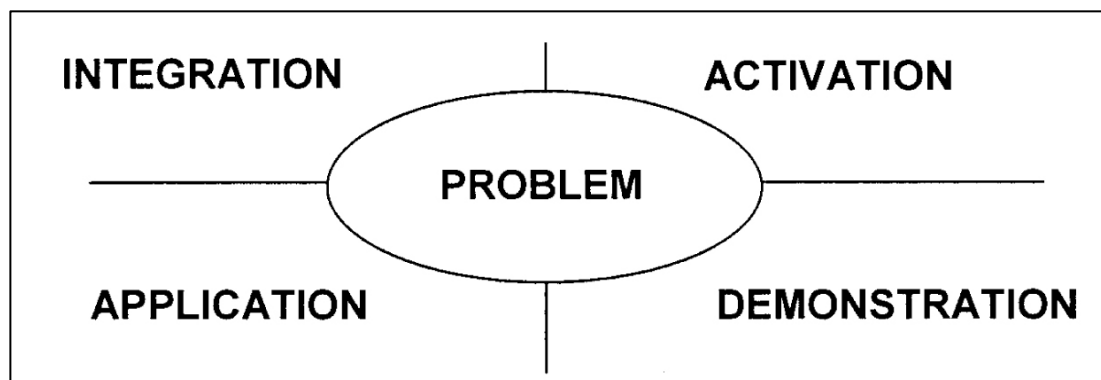 INTEGRATION
ACTIVATION
PROBLEM
APPLICATION
DEMONSTRATION